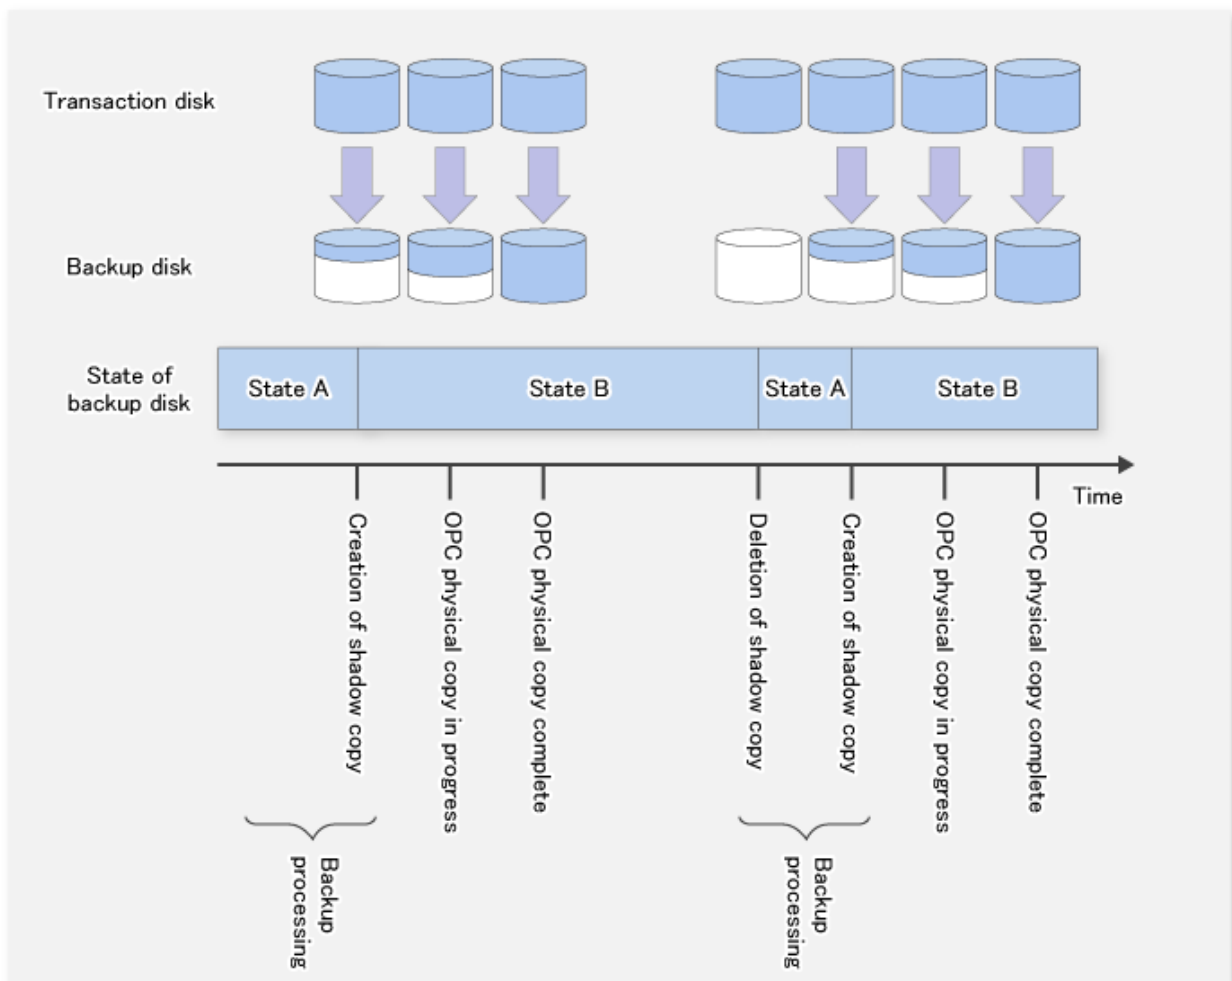 Transaction disk
Backup disk
State of
backup disk
State A
State B
State A
State B
Time
Creation of shadow copy
OPC physical copy in progress
OPC physical copy complete
Deletion of shadow copy
Creation of shadow copy
OPC physical copy in progress
OPC physical copy complete
Backup
processing
Backup
processing